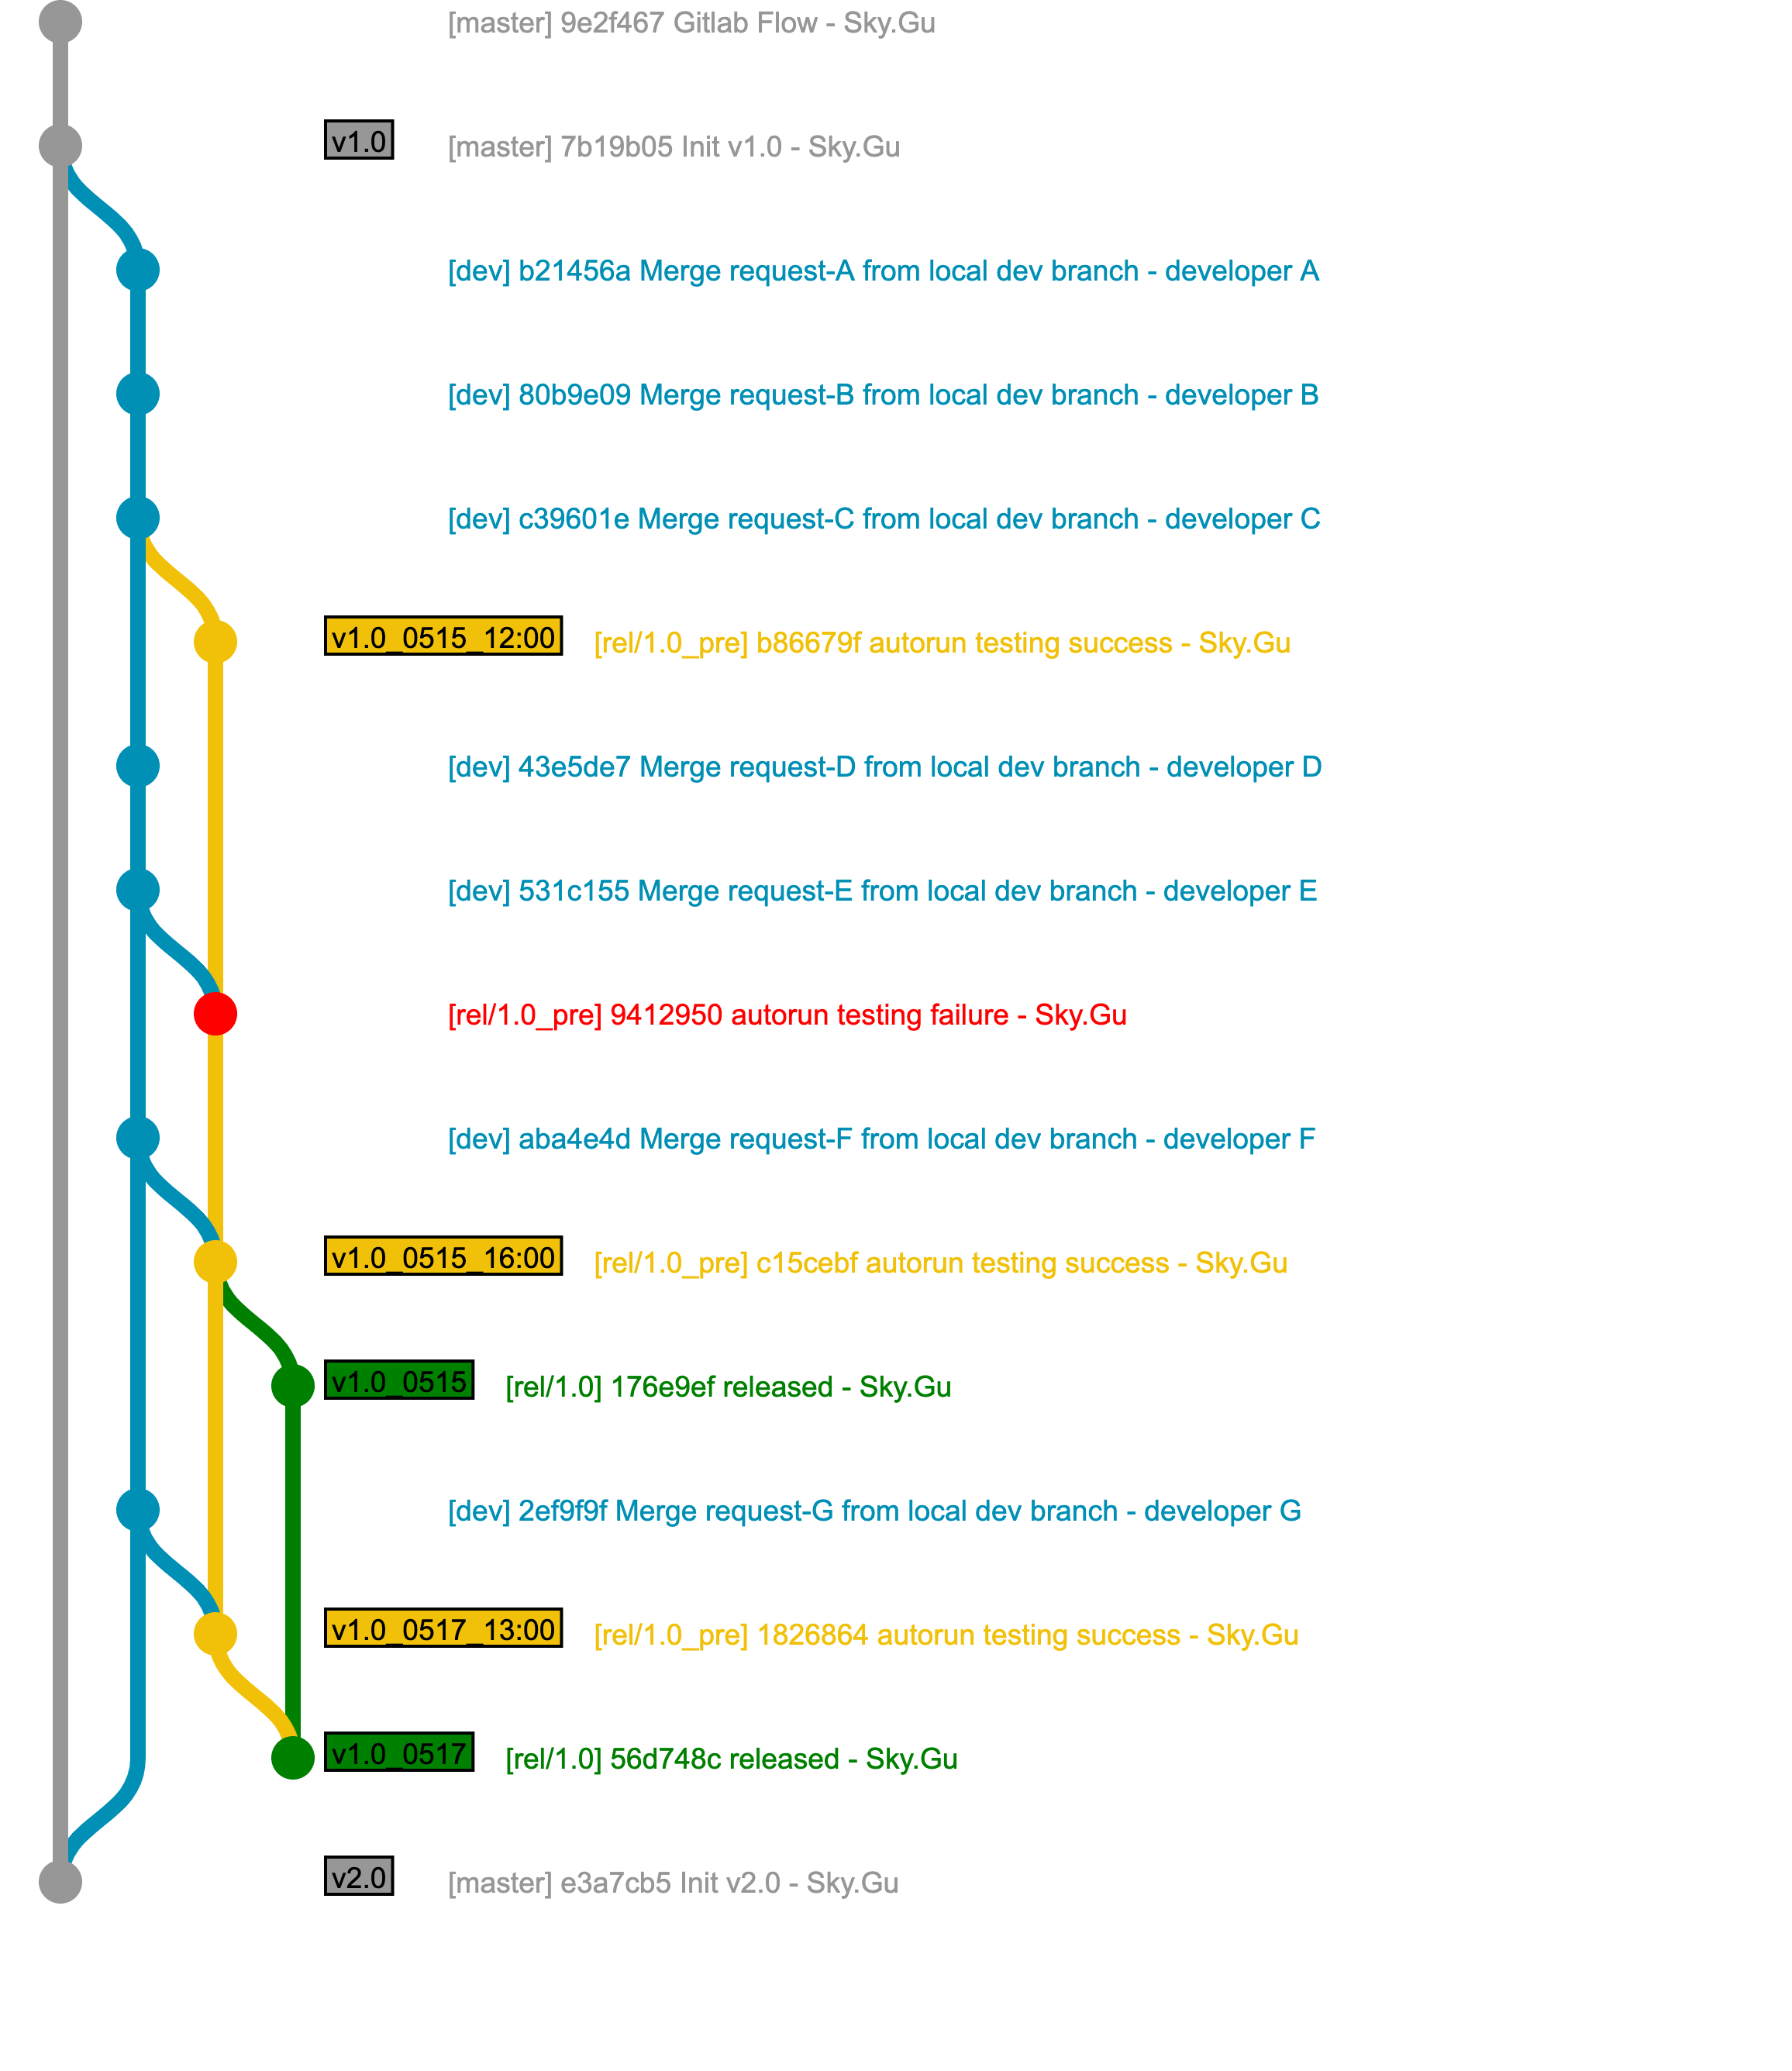 [master] 9e2f467 Gitlab Flow - Sky.Gu
v1.0 [master] 7b19b05 Init v1.0 - Sky.Gu
[dev] b21456a Merge request-A from local dev branch - developer A
[dev] 80b9e09 Merge request-B from local dev branch - developer B
[dev] c39601e Merge request-C from local dev branch - developer C
v1.0_0515_12:00 [rel/1.0_pre] b86679f autorun testing success - Sky.Gu
[dev] 43e5de7 Merge request-D from local dev branch - developer D
[dev] 531c155 Merge request-E from local dev branch - developer E
[rel/1.0_pre] 9412950 autorun testing failure - Sky.Gu
[dev] aba4e4d Merge request-F from local dev branch - developer F
v1.0_0515_16:00 [rel/1.0_pre] c15cebf autorun testing success - Sky.Gu
v1.0_0515 [rel/1.0] 176e9ef released - Sky.Gu
[dev] 2ef9f9f Merge request-G from local dev branch - developer G
v1.0_0517_13:00 [rel/1.0_pre] 1826864 autorun testing success - Sky.Gu
v1.0_0517 [rel/1.0] 56d748c released - Sky.Gu
v2.0 [master] e3a7cb5 Init v2.0 - Sky.Gu